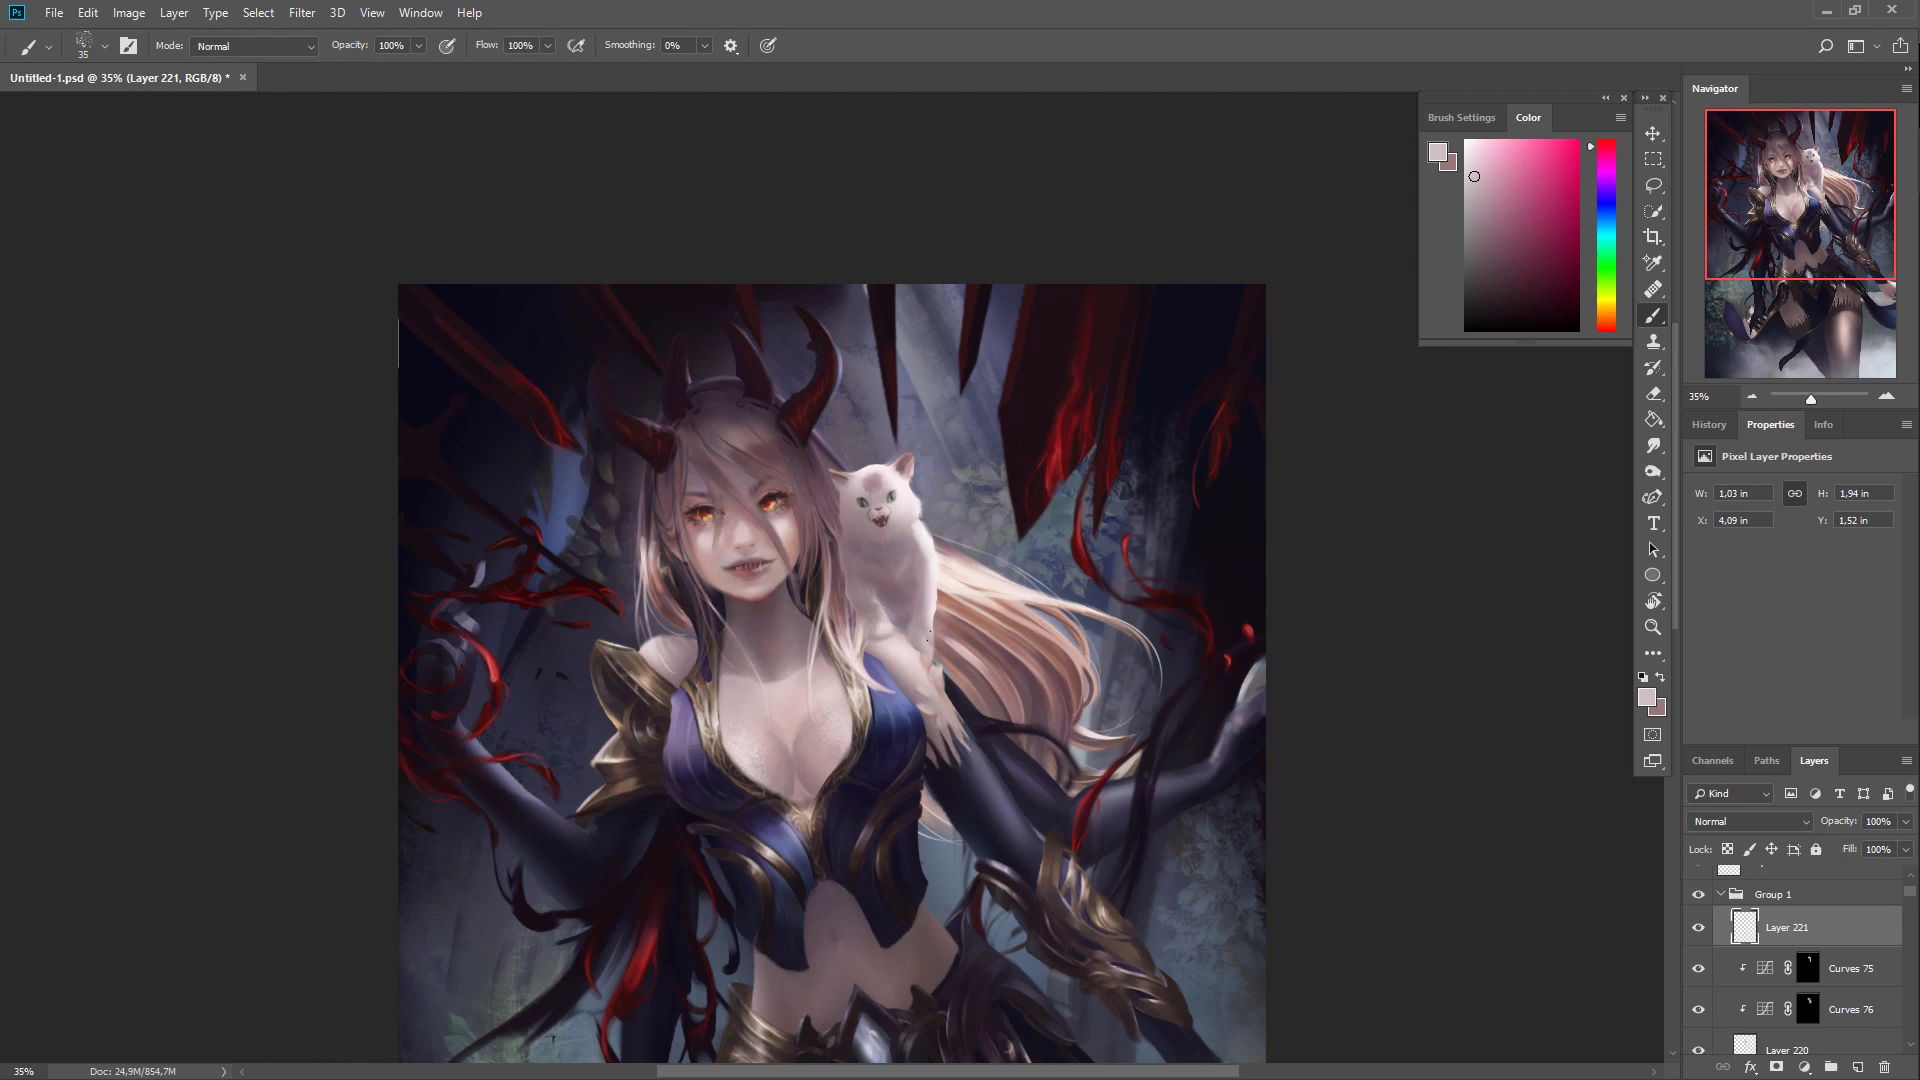 Ps File Edit Image Layer Type Select Filter 3D View Window Help
35 Mode: Normal Opacity: 100% Flow: 100% Smoothing: 0%
Untitled-1.psd @ 35% (Layer 221, RGB/8) *
Brush Settings Color
Navigator
35%
History Properties Info
Pixel Layer Properties
W: 1,03 in H: 1,94 in
X: 4,09 in Y: 1,52 in
Channels Paths Layers
Kind
Normal Opacity: 100%
Lock: Fill: 100%
Group 1
Layer 221
Curves 75
Curves 76
Layer 220
35% Doc: 24,9M/854,7M